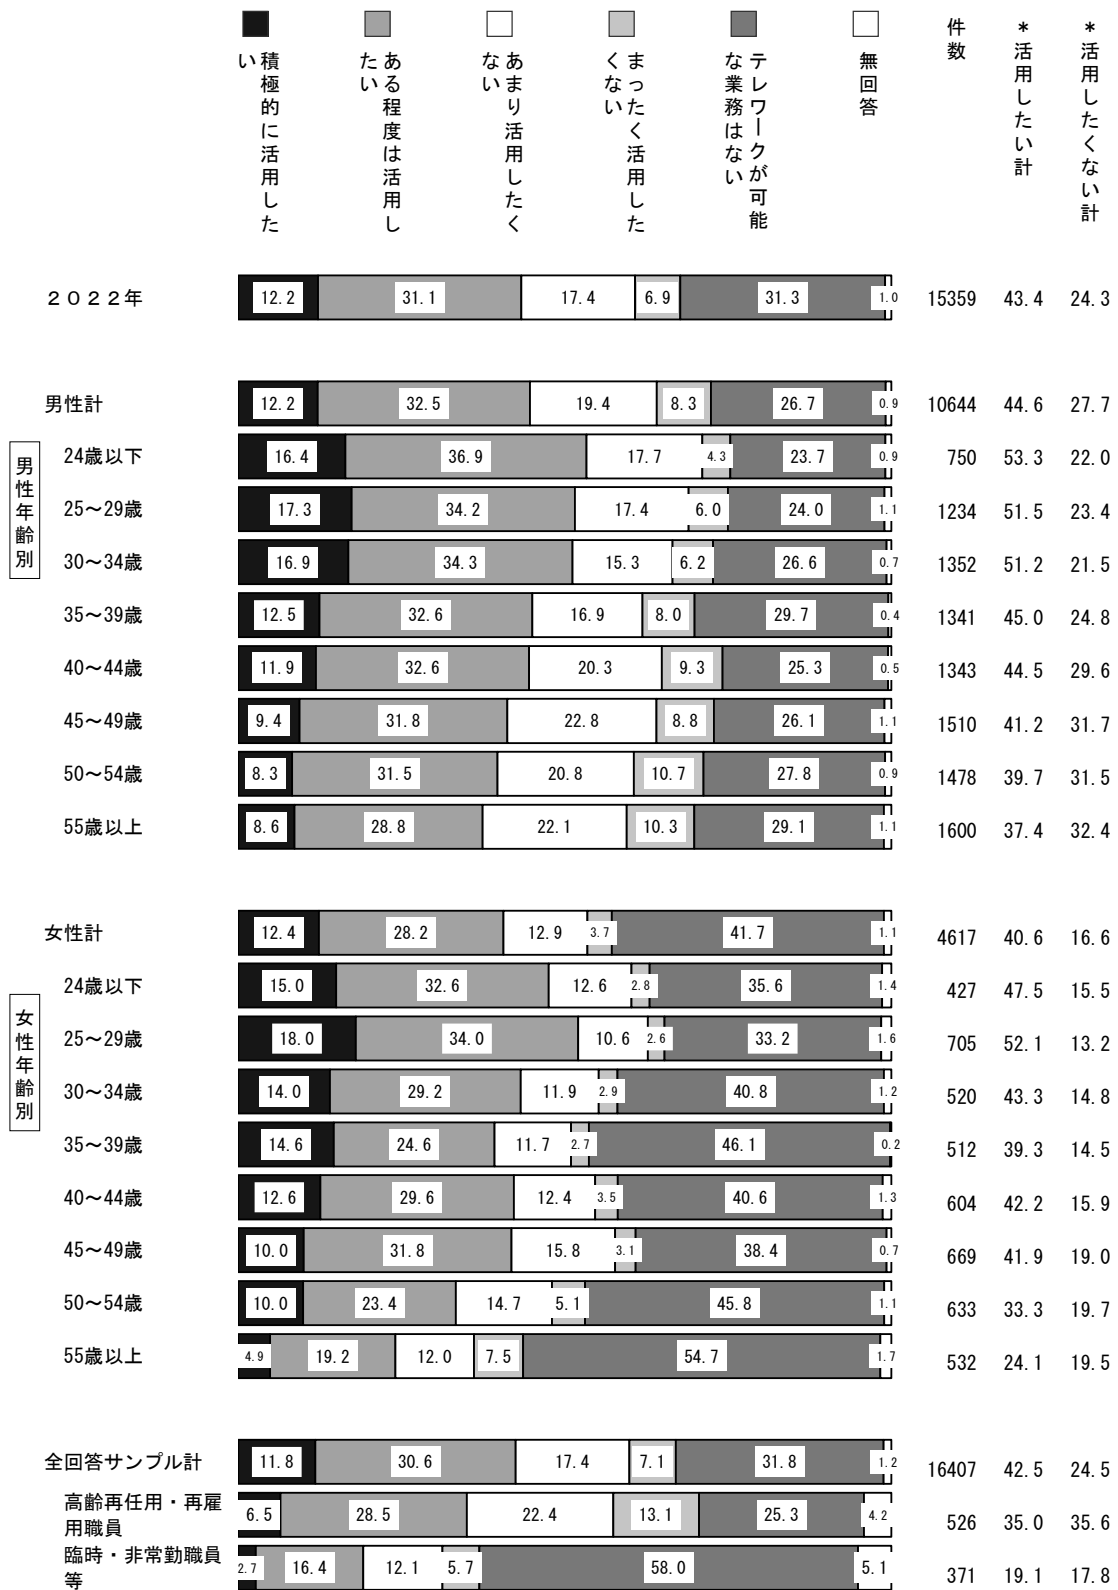 積極的に活用した
い
ある程度は活用し
たい
あまり活用したく
ない
まったく活用した
くない
テレワークが可能
な業務はない
無回答
件数
＊活用したい計
＊活用したくない計
２０２２年 12.2 31.1 17.4 6.9 31.3 1.0 15359 43.4 24.3
男性計 12.2 32.5 19.4 8.3 26.7 0.9 10644 44.6 27.7
男性年齢別
24歳以下 16.4 36.9 17.7 4.3 23.7 0.9 750 53.3 22.0
25～29歳 17.3 34.2 17.4 6.0 24.0 1.1 1234 51.5 23.4
30～34歳 16.9 34.3 15.3 6.2 26.6 0.7 1352 51.2 21.5
35～39歳 12.5 32.6 16.9 8.0 29.7 0.4 1341 45.0 24.8
40～44歳 11.9 32.6 20.3 9.3 25.3 0.5 1343 44.5 29.6
45～49歳 9.4 31.8 22.8 8.8 26.1 1.1 1510 41.2 31.7
50～54歳 8.3 31.5 20.8 10.7 27.8 0.9 1478 39.7 31.5
55歳以上 8.6 28.8 22.1 10.3 29.1 1.1 1600 37.4 32.4
女性計 12.4 28.2 12.9 3.7 41.7 1.1 4617 40.6 16.6
女性年齢別
24歳以下 15.0 32.6 12.6 2.8 35.6 1.4 427 47.5 15.5
25～29歳 18.0 34.0 10.6 2.6 33.2 1.6 705 52.1 13.2
30～34歳 14.0 29.2 11.9 2.9 40.8 1.2 520 43.3 14.8
35～39歳 14.6 24.6 11.7 2.7 46.1 0.2 512 39.3 14.5
40～44歳 12.6 29.6 12.4 3.5 40.6 1.3 604 42.2 15.9
45～49歳 10.0 31.8 15.8 3.1 38.4 0.7 669 41.9 19.0
50～54歳 10.0 23.4 14.7 5.1 45.8 1.1 633 33.3 19.7
55歳以上 4.9 19.2 12.0 7.5 54.7 1.7 532 24.1 19.5
全回答サンプル計 11.8 30.6 17.4 7.1 31.8 1.2 16407 42.5 24.5
高齢再任用・再雇
用職員 6.5 28.5 22.4 13.1 25.3 4.2 526 35.0 35.6
臨時・非常勤職員
等 2.7 16.4 12.1 5.7 58.0 5.1 371 19.1 17.8